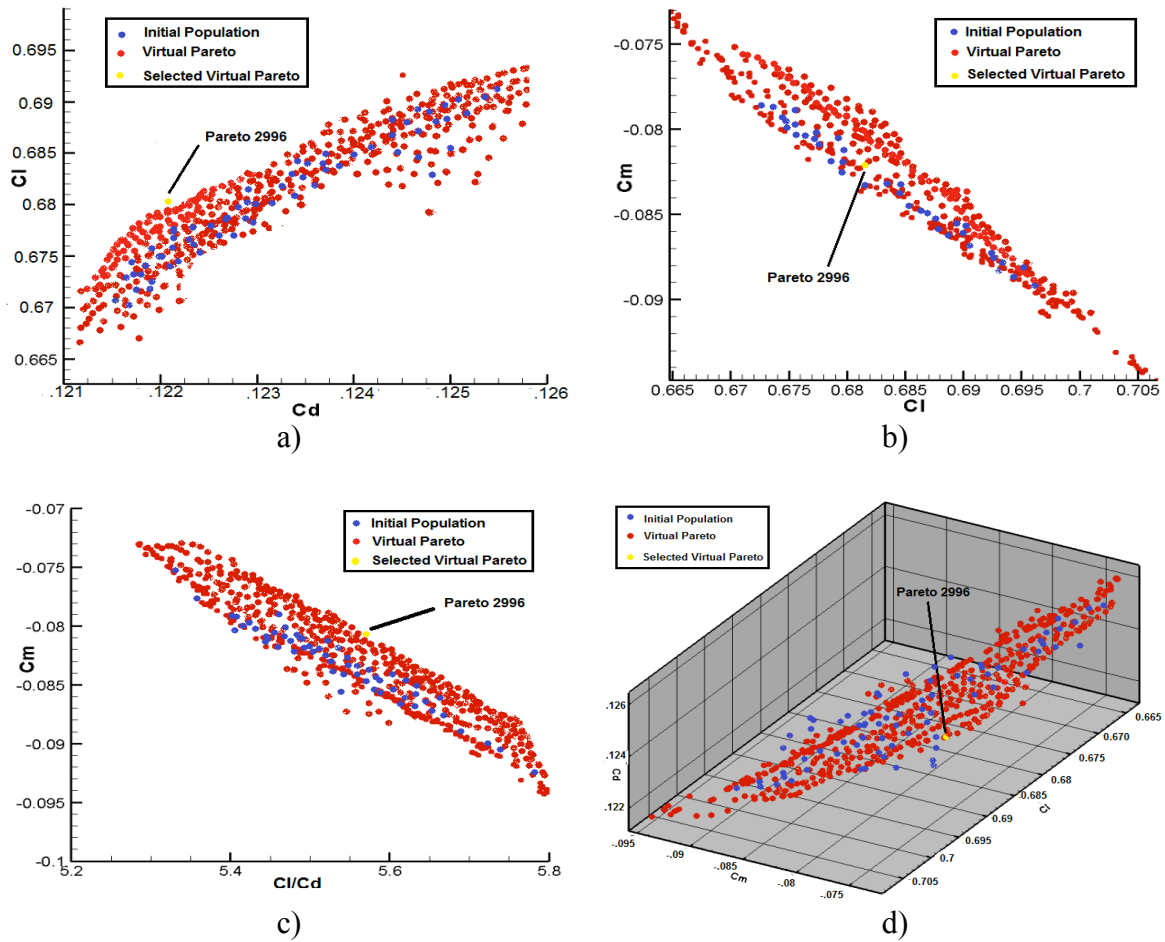 Initial Population
Virtual Pareto
Selected Virtual Pareto
Pareto 2996
0.695
0.69
0.685
0.68
0.675
0.67
0.665
Cl
.121
.122
.123
.124
.125
.126
Cd
a)
Initial Population
Virtual Pareto
Selected Virtual Pareto
Pareto 2996
-0.075
-0.08
-0.085
-0.09
Cm
0.665
0.67
0.675
0.68
0.685
0.69
0.695
0.7
0.705
Cl
b)
Initial Population
Virtual Pareto
Selected Virtual Pareto
Pareto 2996
-0.07
-0.075
-0.08
-0.085
-0.09
-0.095
-0.1
Cm
5.2
5.4
5.6
5.8
Cl/Cd
c)
Initial Population
Virtual Pareto
Selected Virtual Pareto
Pareto 2996
.126
.124
.122
Cd
-.095
-.09
-.085
-.08
-.075
Cm
0.665
0.670
0.675
0.68
0.685
0.69
0.695
0.7
0.705
Cl
d)